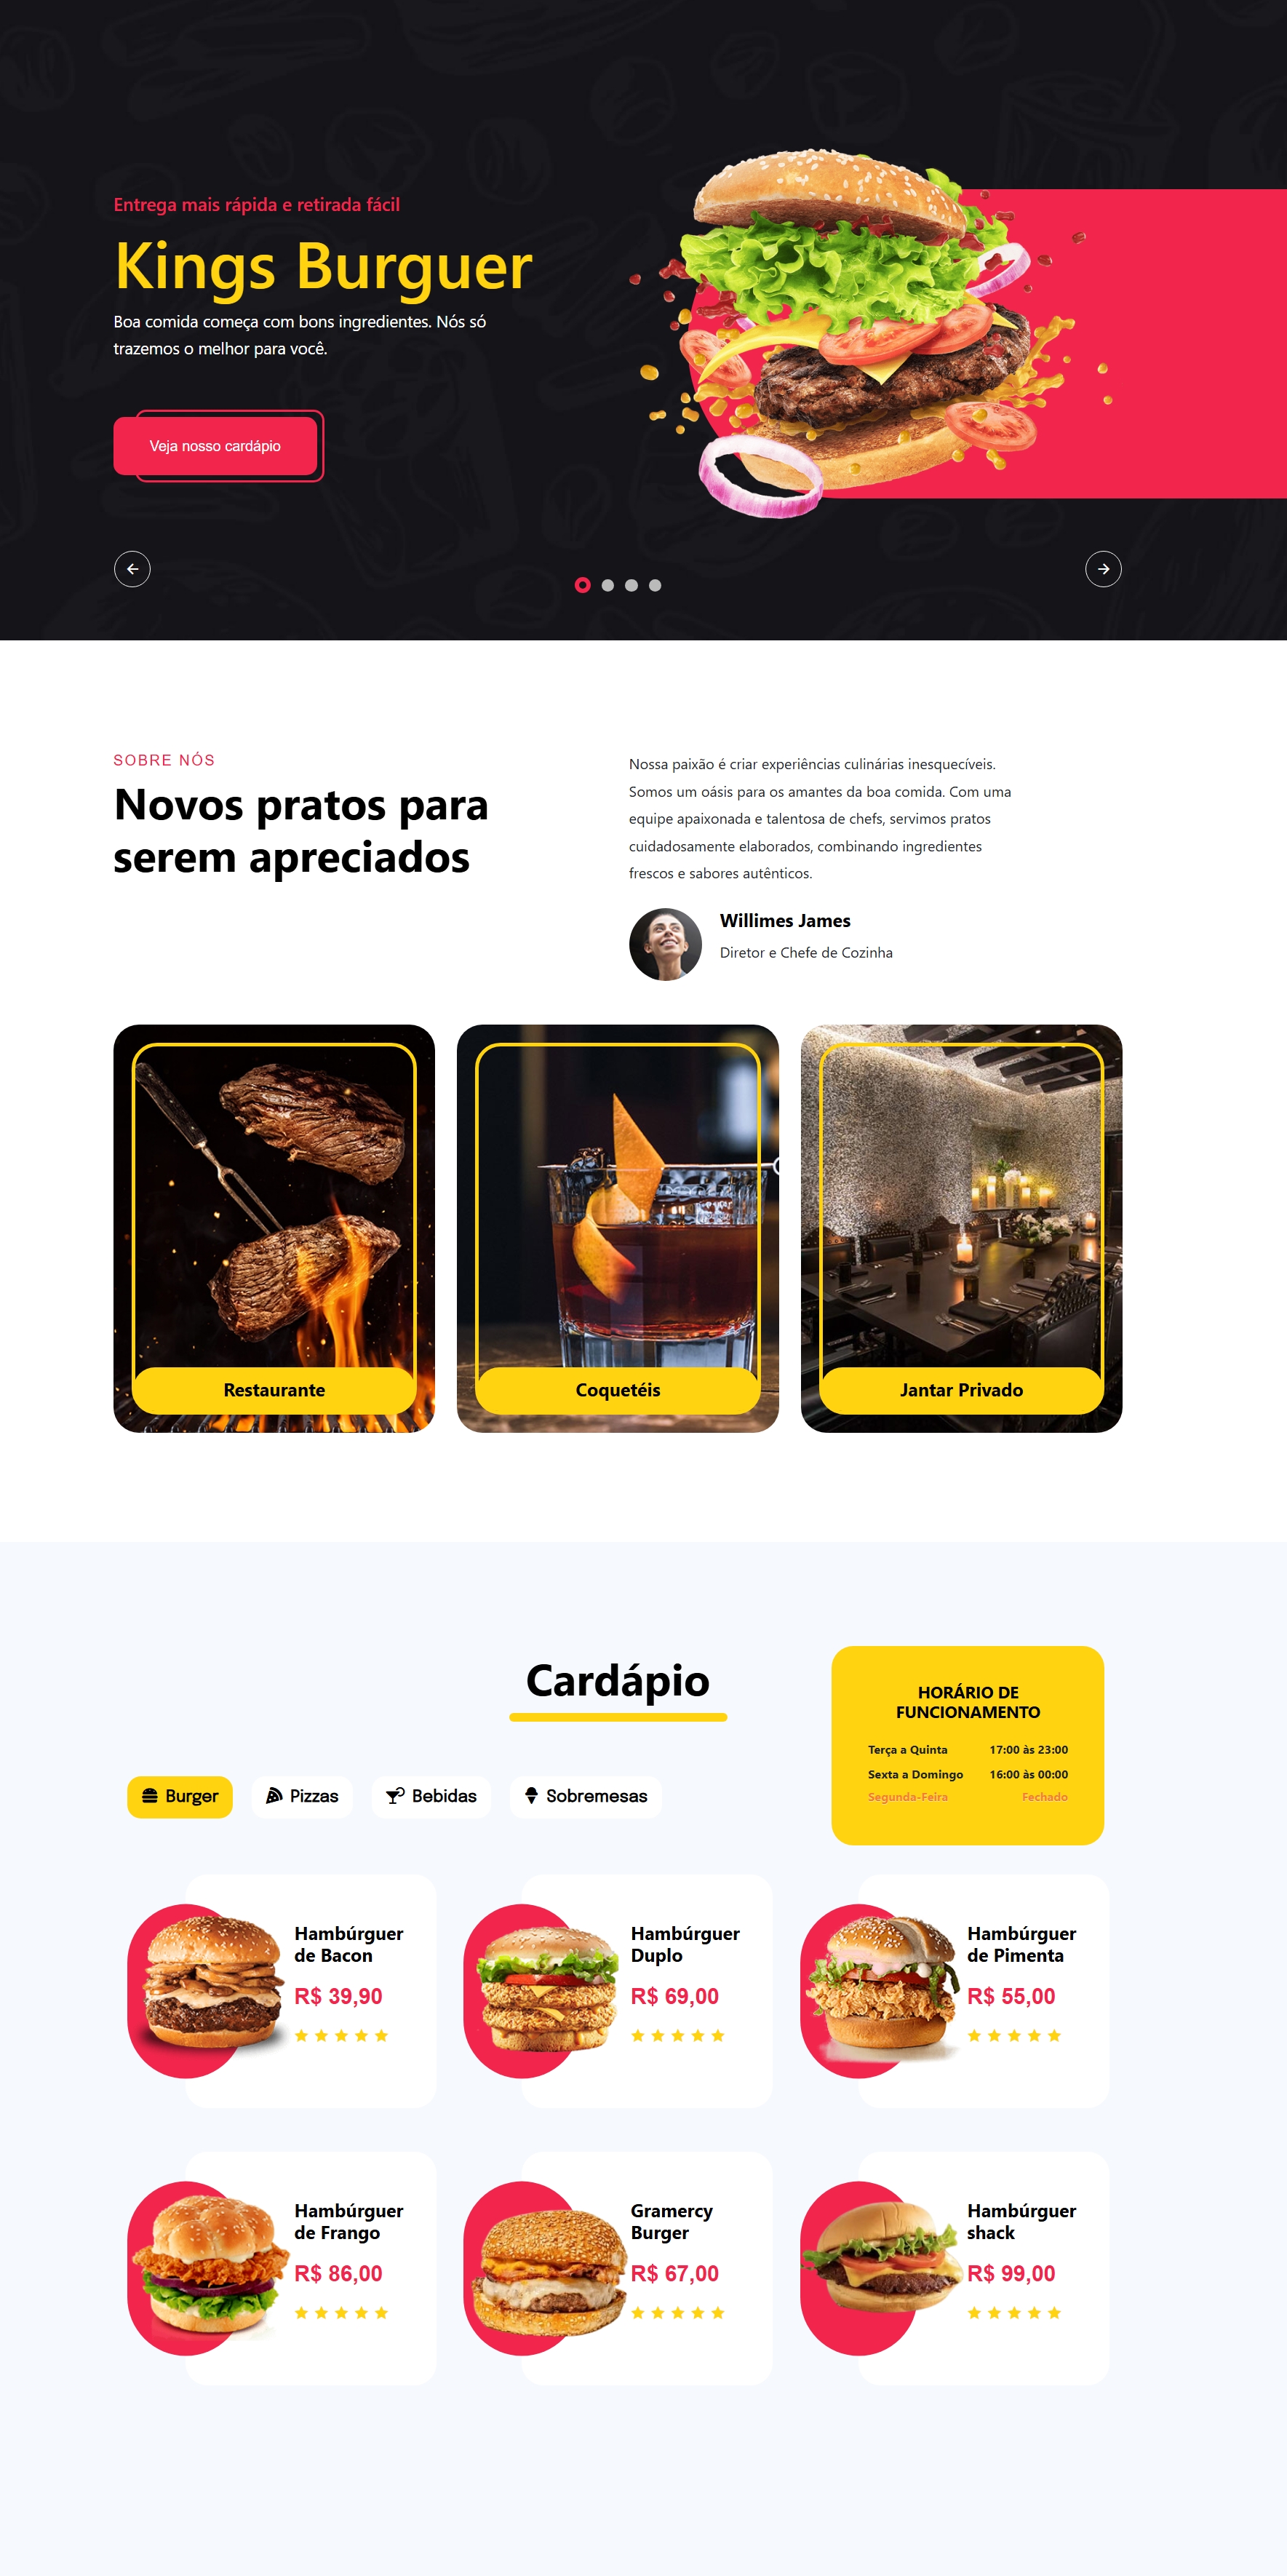 Entrega mais rápida e retirada fácil
Kings Burguer
Boa comida começa com bons ingredientes. Nós só
trazemos o melhor para você.
Veja nosso cardápio
SOBRE NÓS
Novos pratos para
serem apreciados
Nossa paixão é criar experiências culinárias inesquecíveis.
Somos um oásis para os amantes da boa comida. Com uma
equipe apaixonada e talentosa de chefs, servimos pratos
cuidadosamente elaborados, combinando ingredientes
frescos e sabores autênticos.
Willimes James
Diretor e Chefe de Cozinha
Restaurante
Coquetéis
Jantar Privado
Cardápio
HORÁRIO DE
FUNCIONAMENTO
Terça a Quinta 17:00 às 23:00
Sexta a Domingo 16:00 às 00:00
Segunda-Feira Fechado
Burger
Pizzas
Bebidas
Sobremesas
Hambúrguer
de Bacon
R$ 39,90
Hambúrguer
Duplo
R$ 69,00
Hambúrguer
de Pimenta
R$ 55,00
Hambúrguer
de Frango
R$ 86,00
Gramercy
Burger
R$ 67,00
Hambúrguer
shack
R$ 99,00